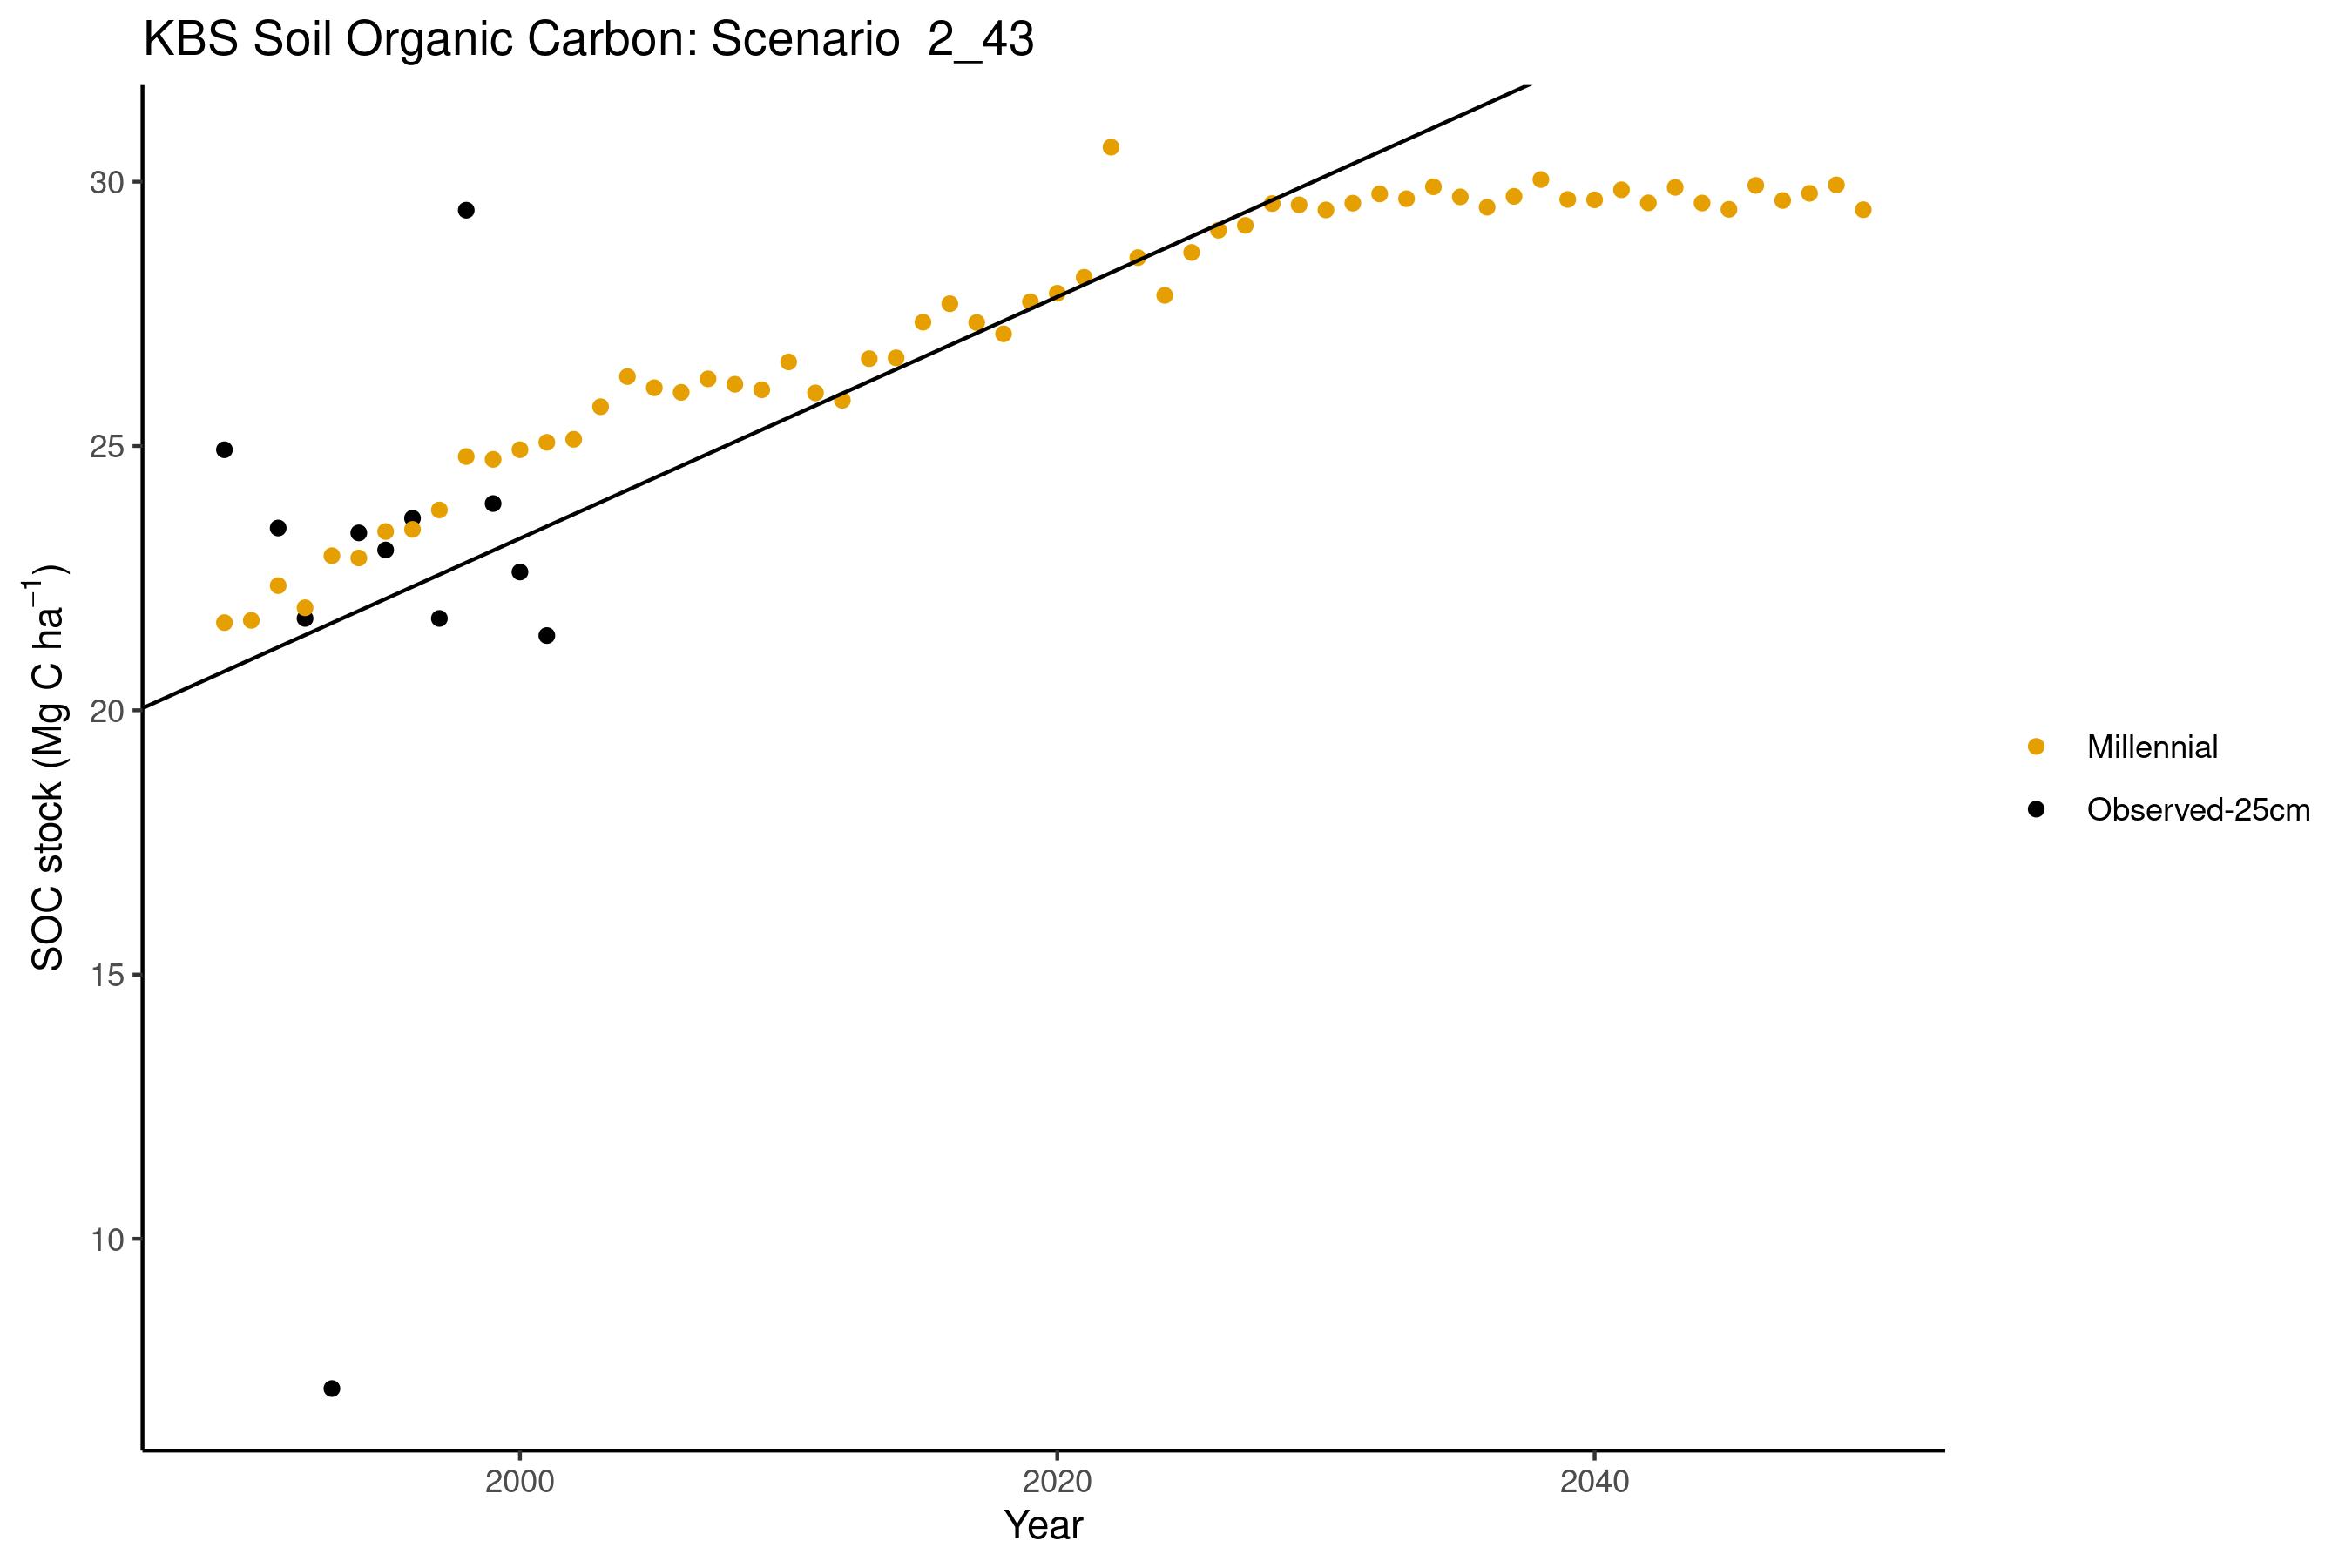 KBS Soil Organic Carbon: Scenario  2_43
SOC stock (Mg C ha⁻¹)
30
25
20
15
10
2000
2020
2040
Year
Millennial
Observed-25cm